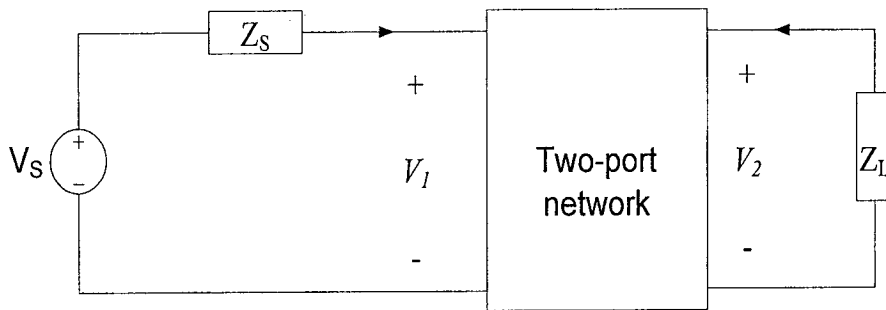 Z_S
+
+
+
V_S
V_1
Two-port
network
V_2
Z_L
-
-
-